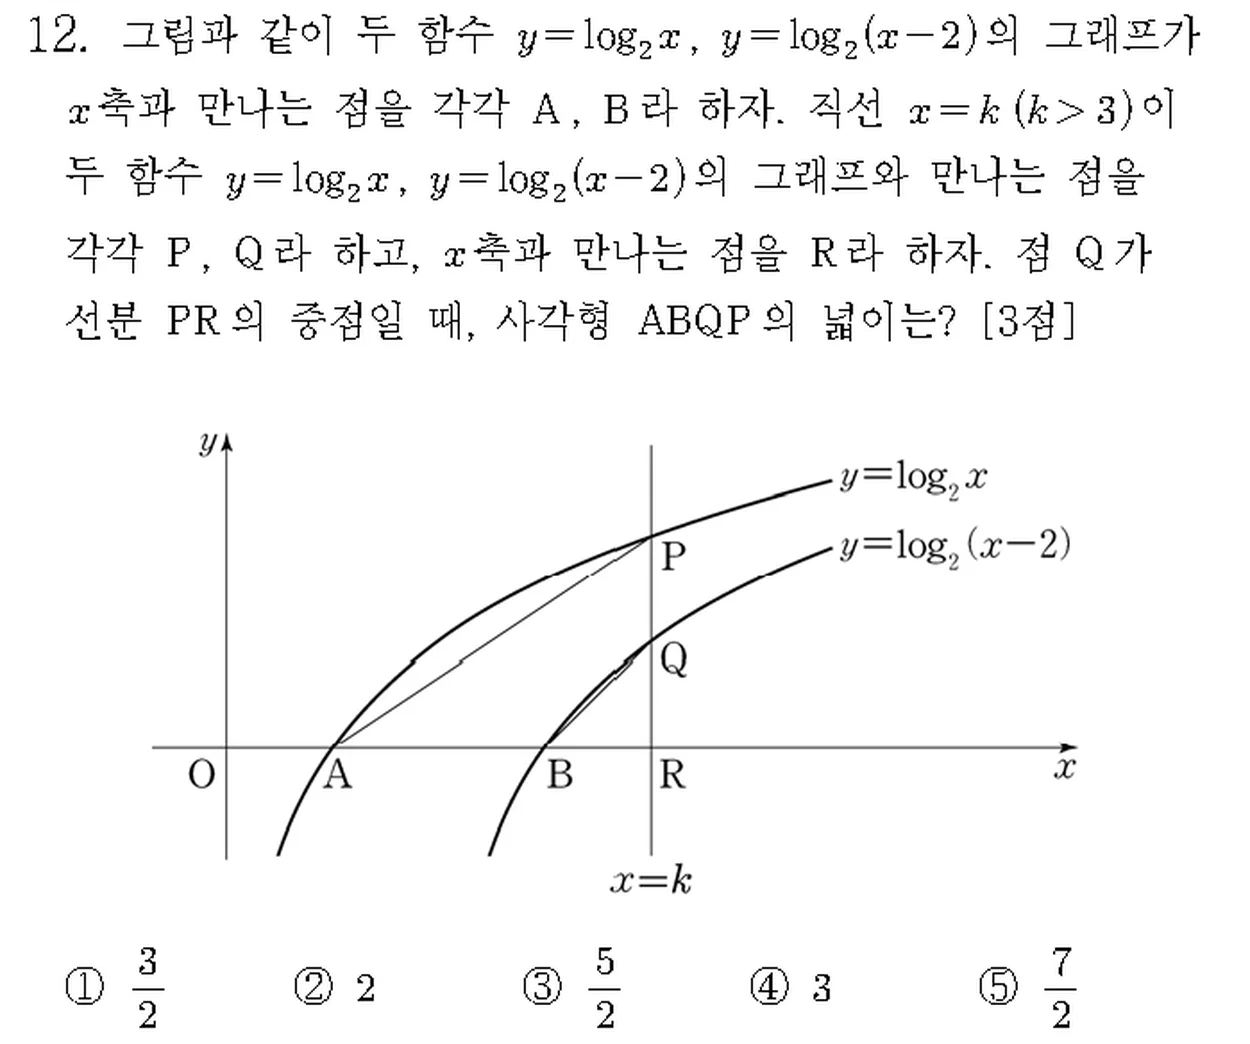 12. 그림과 같이 두 함수 y=log₂x, y=log₂(x-2)의 그래프가
x축과 만나는 점을 각각 A, B라 하자. 직선 x=k (k>3)이
두 함수 y=log₂x, y=log₂(x-2)의 그래프와 만나는 점을
각각 P, Q라 하고, x축과 만나는 점을 R라 하자. 점 Q가
선분 PR의 중점일 때, 사각형 ABQP의 넓이는? [3점]
y
y=log₂x
P
y=log₂(x-2)
Q
O A B R x
x=k
① 3/2 ② 2 ③ 5/2 ④ 3 ⑤ 7/2